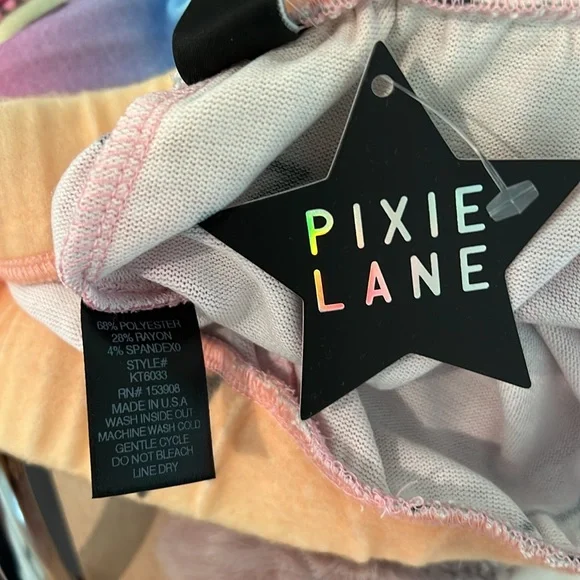 PIXIE
LANE
68% POLYESTER
28% RAYON
4% SPANDEX0
STYLE#
KT6033
RN# 153908
MADE IN U.S.A
WASH INSIDE OUT
MACHINE WASH COLD
GENTLE CYCLE
DO NOT BLEACH
LINE DRY